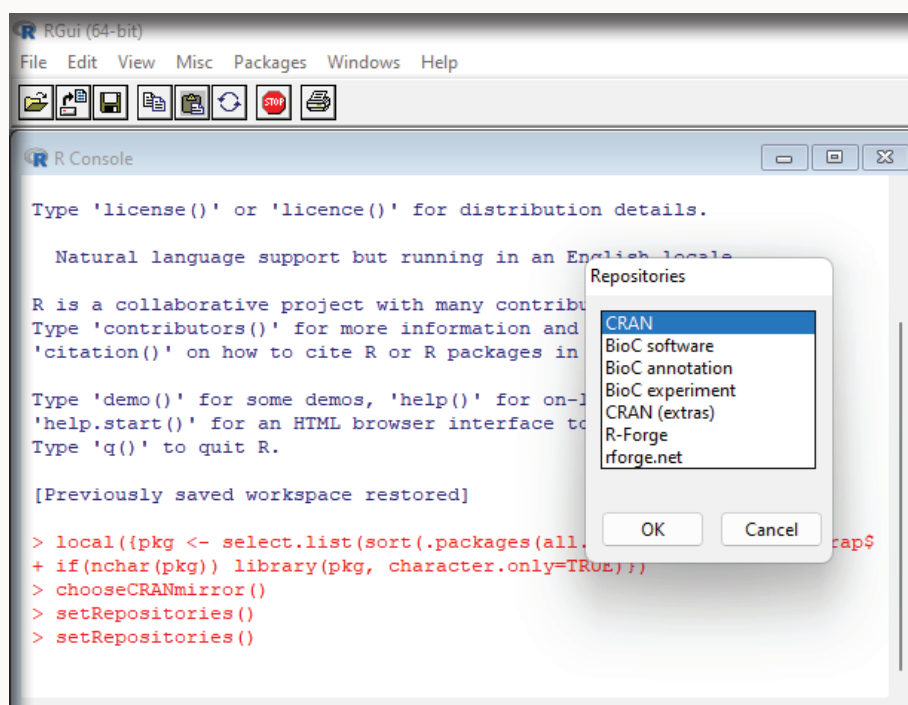 RGui (64-bit)
File Edit View Misc Packages Windows Help
STOP
R Console
Type 'license()' or 'licence()' for distribution details.
Natural language support but running in an English locale
R is a collaborative project with many contribu
Type 'contributors()' for more information and
'citation()' on how to cite R or R packages in
Type 'demo()' for some demos, 'help()' for on-l
'help.start()' for an HTML browser interface to
Type 'q()' to quit R.
[Previously saved workspace restored]
> local({pkg <- select.list(sort(.packages(all. rap$
+ if(nchar(pkg)) library(pkg, character.only=TRUE)})
> chooseCRANmirror()
> setRepositories()
> setRepositories()
Repositories
CRAN
BioC software
BioC annotation
BioC experiment
CRAN (extras)
R-Forge
rforge.net
OK Cancel